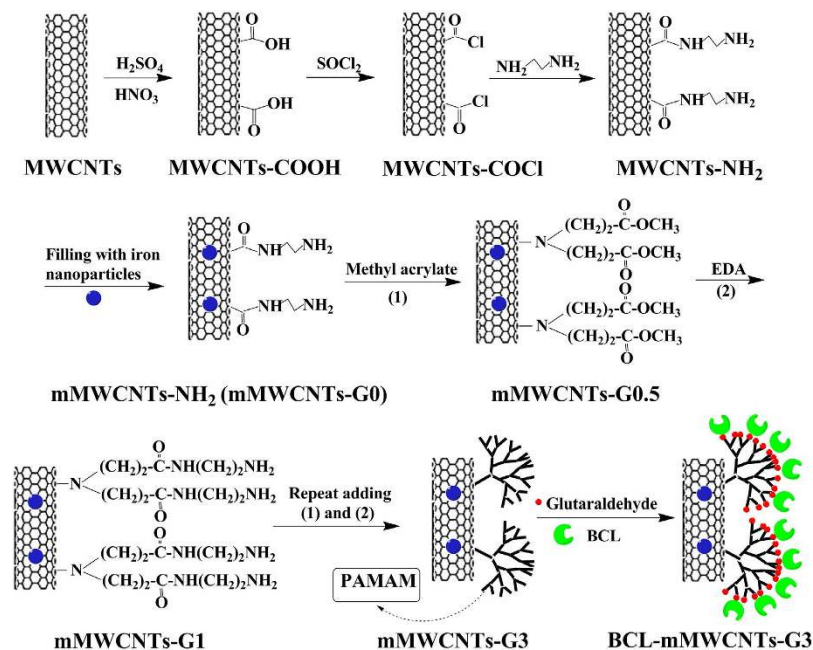 H2SO4
HNO3
O
OH
OH
O
SOCl2
O
Cl
Cl
O
NH2 NH2
O
NH NH2
NH NH2
O
MWCNTs
MWCNTs-COOH
MWCNTs-COCl
MWCNTs-NH2
Filling with iron
nanoparticles
O
NH NH2
NH NH2
O
Methyl acrylate
(1)
O
(CH2)2-C-OCH3
N
(CH2)2-C-OCH3
O
O
(CH2)2-C-OCH3
N
(CH2)2-C-OCH3
O
EDA
(2)
mMWCNTs-NH2 (mMWCNTs-G0)
mMWCNTs-G0.5
O
(CH2)2-C-NH(CH2)2NH2
N
(CH2)2-C-NH(CH2)2NH2
O
O
(CH2)2-C-NH(CH2)2NH2
N
(CH2)2-C-NH(CH2)2NH2
O
Repeat adding
(1) and (2)
PAMAM
Glutaraldehyde
BCL
mMWCNTs-G1
mMWCNTs-G3
BCL-mMWCNTs-G3